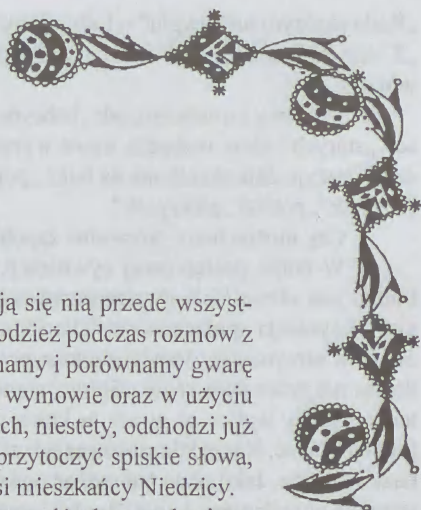 ją się nią przede wszyst-
odzież podczas rozmów z
namy i porównamy gwarę
wymowie oraz w użyciu
ch, niestety, odchodzi już
przytoczyć spiskie słowa,
si mieszkańcy Niedzicy.